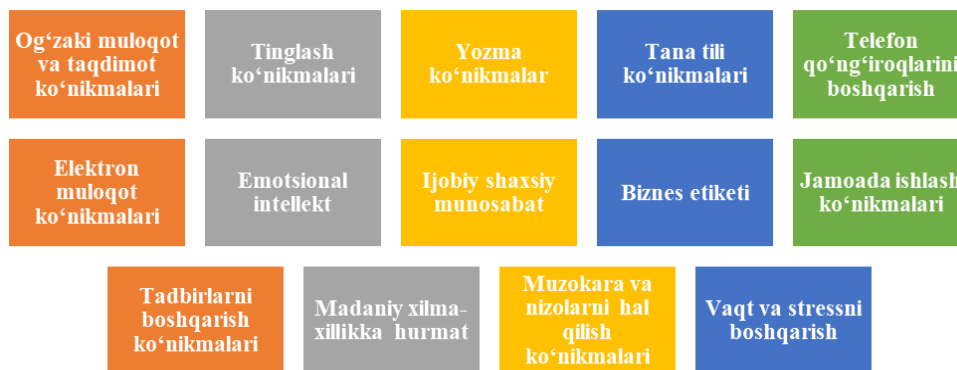 Og‘zaki muloqot
va taqdimot
ko‘nikmalari
Tinglash
ko‘nikmalari
Yozma
ko‘nikmalar
Tana tili
ko‘nikmalari
Telefon
qo‘ng‘iroqlarini
boshqarish
Elektron
muloqot
ko‘nikmalari
Emotsional
intellekt
Ijobiy shaxsiy
munosabat
Biznes etiketi
Jamoada ishlash
ko‘nikmalari
Tadbirlarni
boshqarish
ko‘nikmalari
Madaniy xilma-
xillikka hurmat
Muzokara va
nizolarni hal
qilish
ko‘nikmalari
Vaqt va stressni
boshqarish